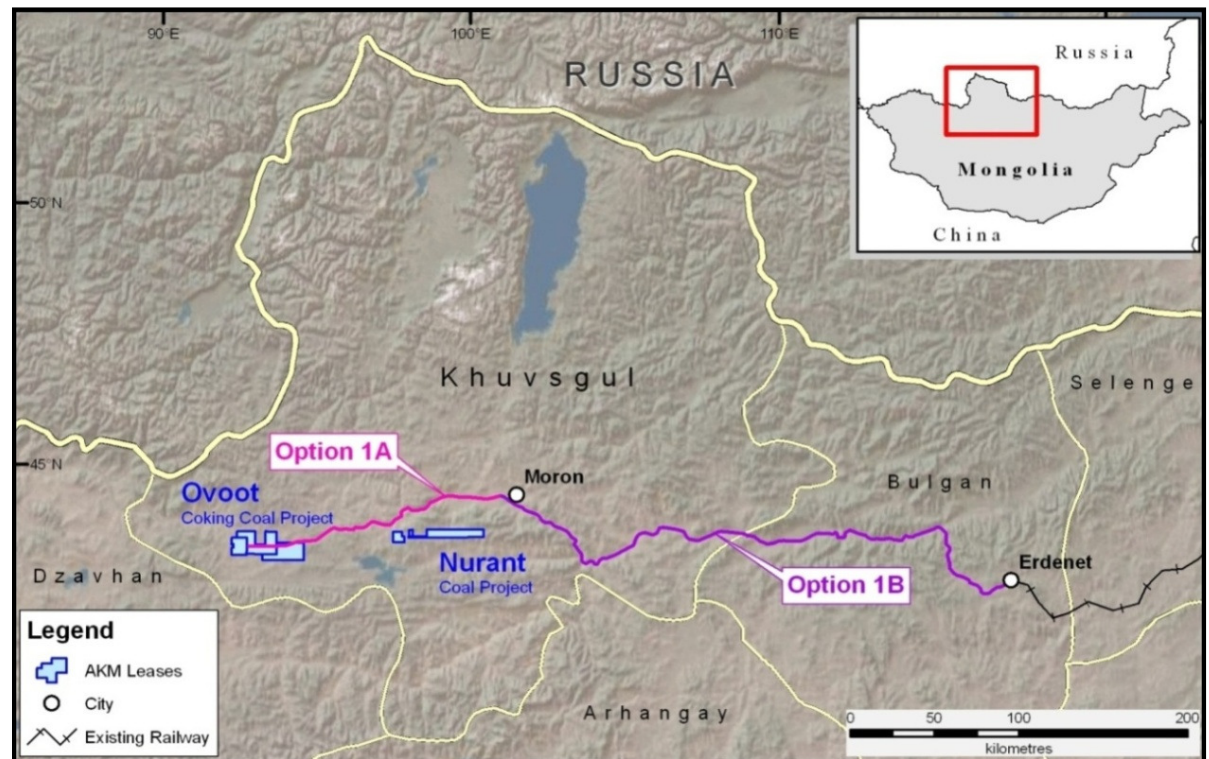 90°E
100°E
110°E
RUSSIA
Russia
Mongolia
China
50°N
Khuvsgul
Selenge
45°N
Option 1A
Moron
Bulgan
Ovoot
Coking Coal Project
Nurant
Coal Project
Erdenet
Dzavhan
Option 1B
Arhangay
Legend
AKM Leases
City
Existing Railway
0 50 100 200
kilometres